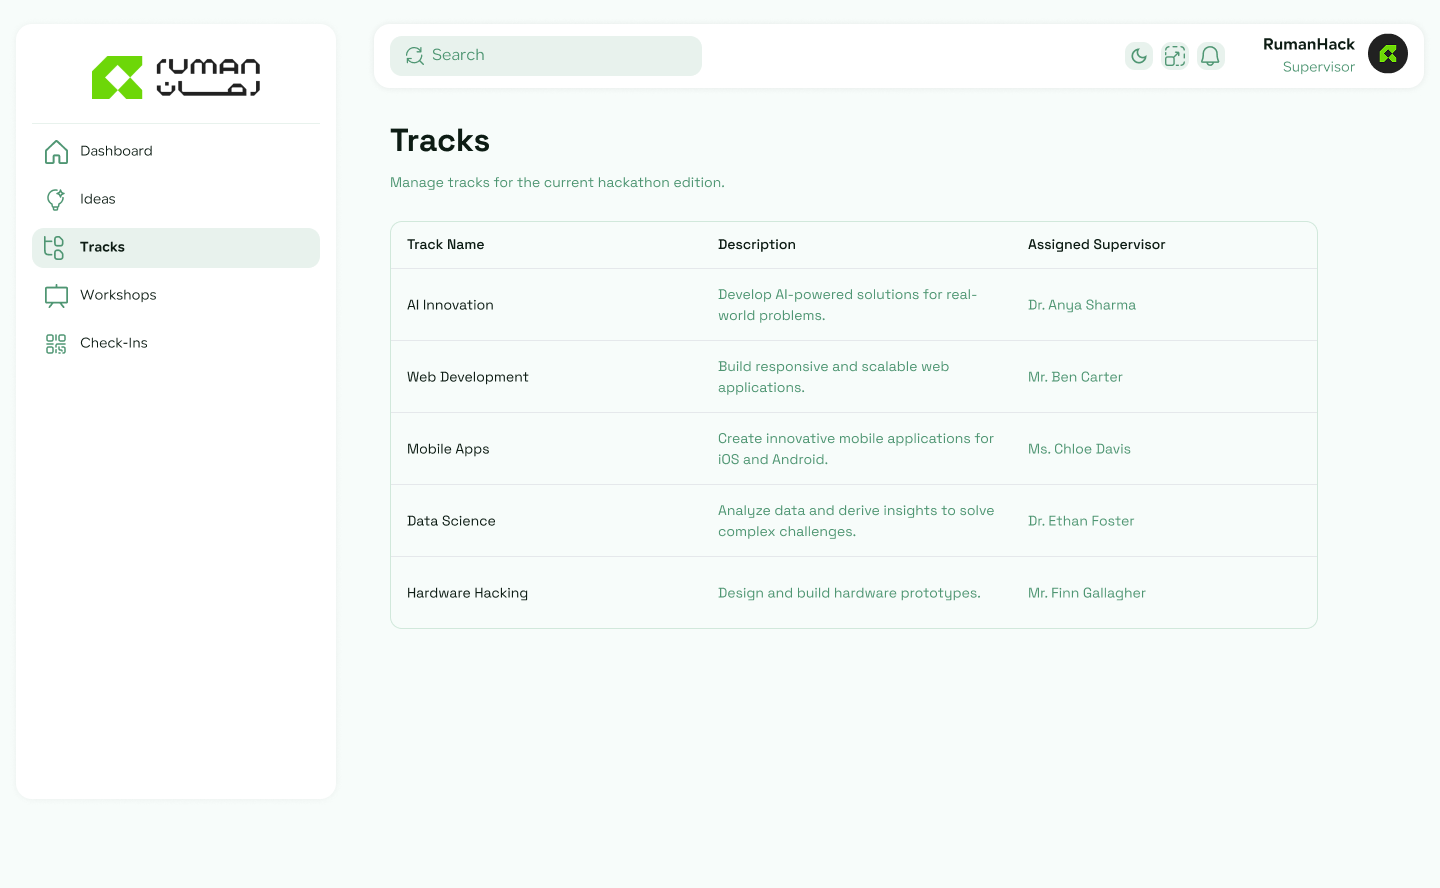 ruman
رمان
Dashboard
Ideas
Tracks
Workshops
Check-Ins
Search
RumanHack
Supervisor
Tracks
Manage tracks for the current hackathon edition.
Track Name Description Assigned Supervisor
AI Innovation
Develop AI-powered solutions for real-
world problems.
Dr. Anya Sharma
Web Development
Build responsive and scalable web
applications.
Mr. Ben Carter
Mobile Apps
Create innovative mobile applications for
iOS and Android.
Ms. Chloe Davis
Data Science
Analyze data and derive insights to solve
complex challenges.
Dr. Ethan Foster
Hardware Hacking
Design and build hardware prototypes.
Mr. Finn Gallagher